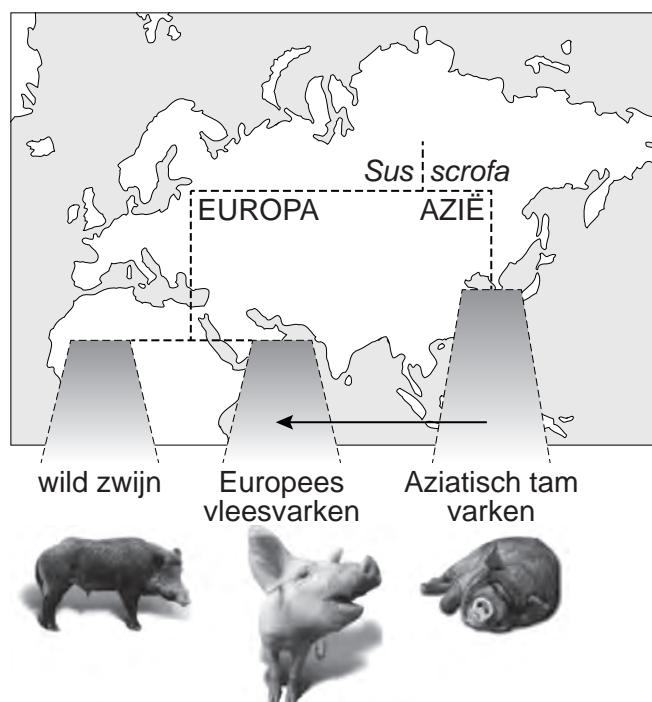 Sus scrofa
EUROPA AZIË
wild zwijn Europees Aziatisch tam
vleesvarken varken